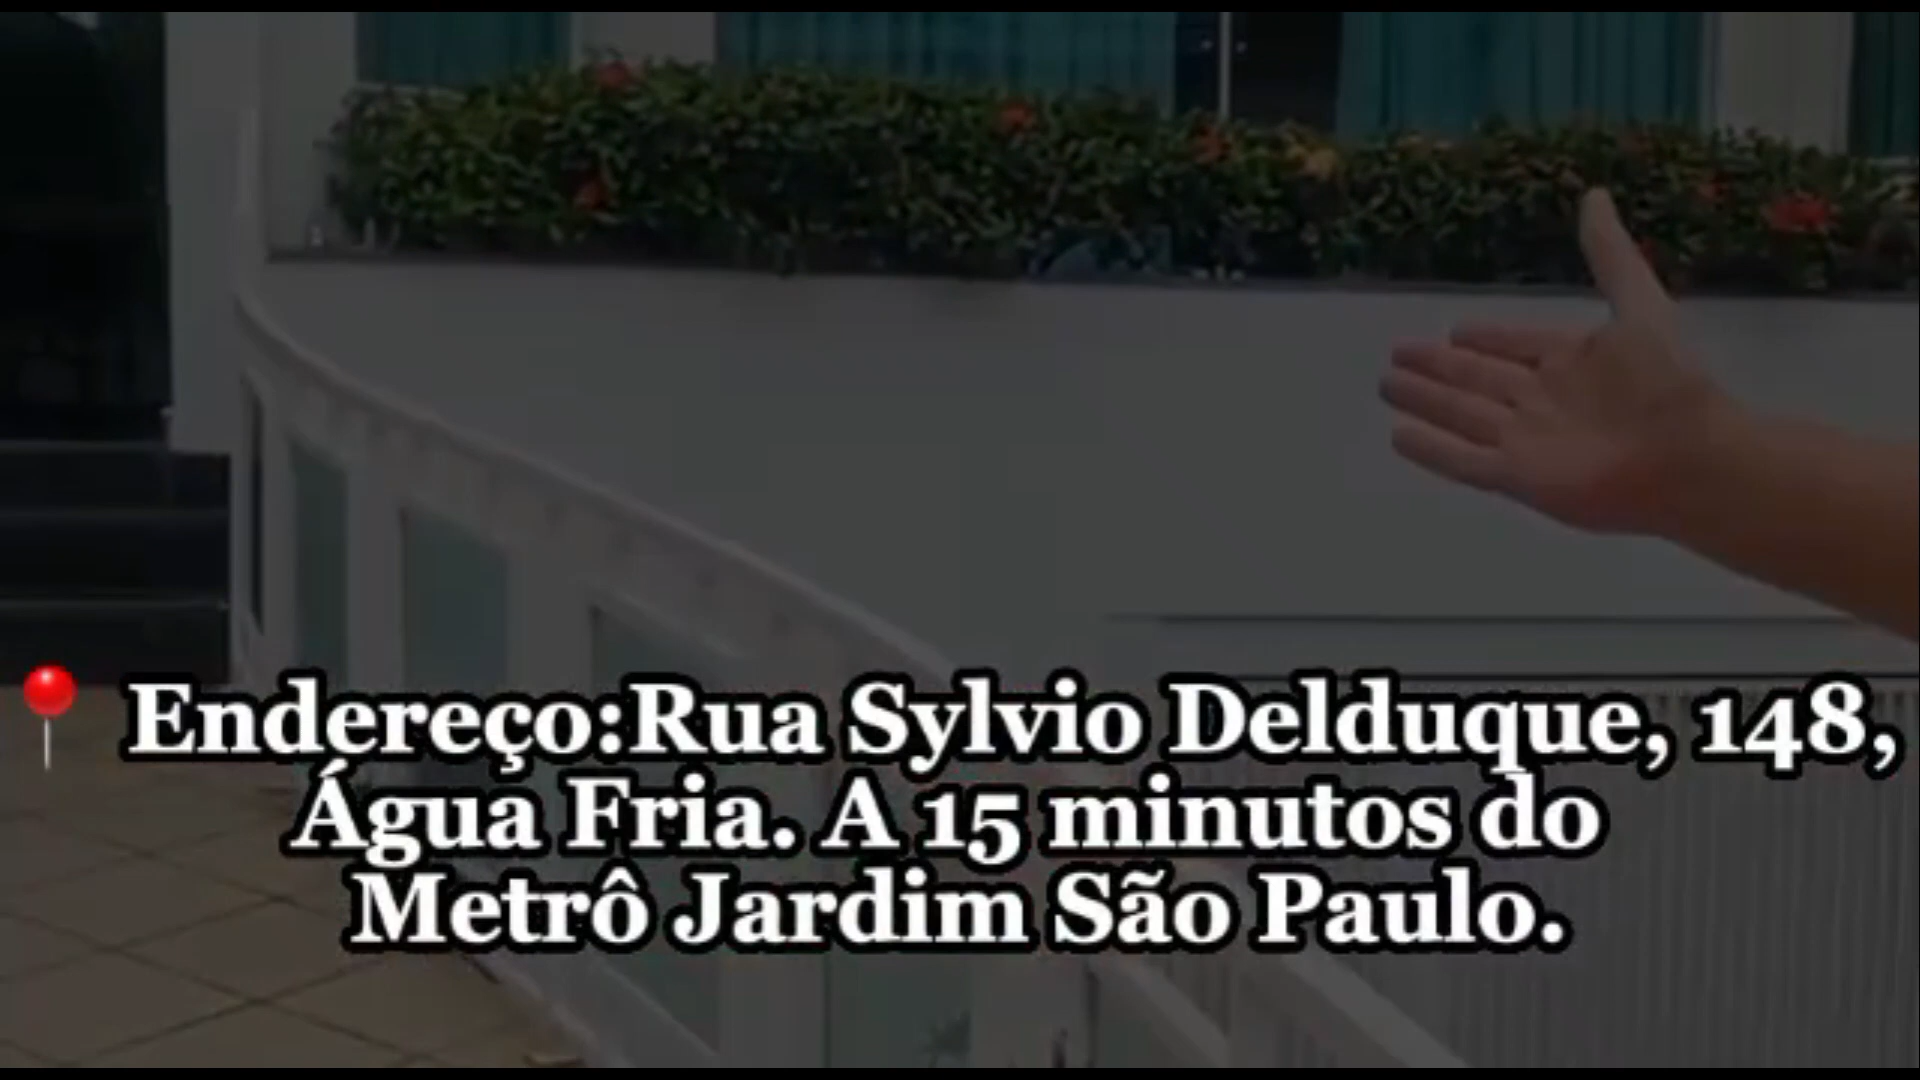 📍 Endereço:Rua Sylvio Delduque, 148,
Água Fria. A 15 minutos do
Metrô Jardim São Paulo.